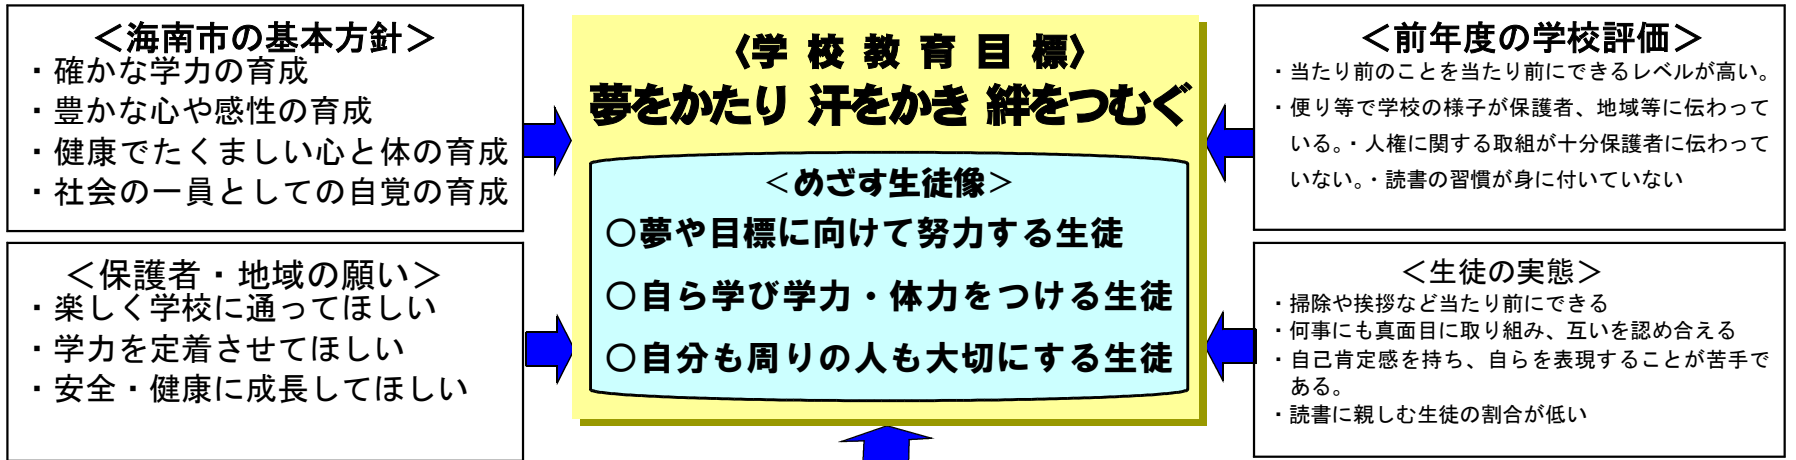 ＜海南市の基本方針＞
・確かな学力の育成
・豊かな心や感性の育成
・健康でたくましい心と体の育成
・社会の一員としての自覚の育成
＜保護者・地域の願い＞
・楽しく学校に通ってほしい
・学力を定着させてほしい
・安全・健康に成長してほしい
〈学 校 教 育 目 標〉
夢をかたり 汗をかき 絆をつむぐ
＜めざす生徒像＞
○夢や目標に向けて努力する生徒
○自ら学び学力・体力をつける生徒
○自分も周りの人も大切にする生徒
＜前年度の学校評価＞
・当たり前のことを当たり前にできるレベルが高い。
・便り等で学校の様子が保護者、地域等に伝わって
いる。・人権に関する取組が十分保護者に伝わって
いない。・読書の習慣が身に付いていない
＜生徒の実態＞
・掃除や挨拶など当たり前にできる
・何事にも真面目に取り組み、互いを認め合える
・自己肯定感を持ち、自らを表現することが苦手で
ある。
・読書に親しむ生徒の割合が低い